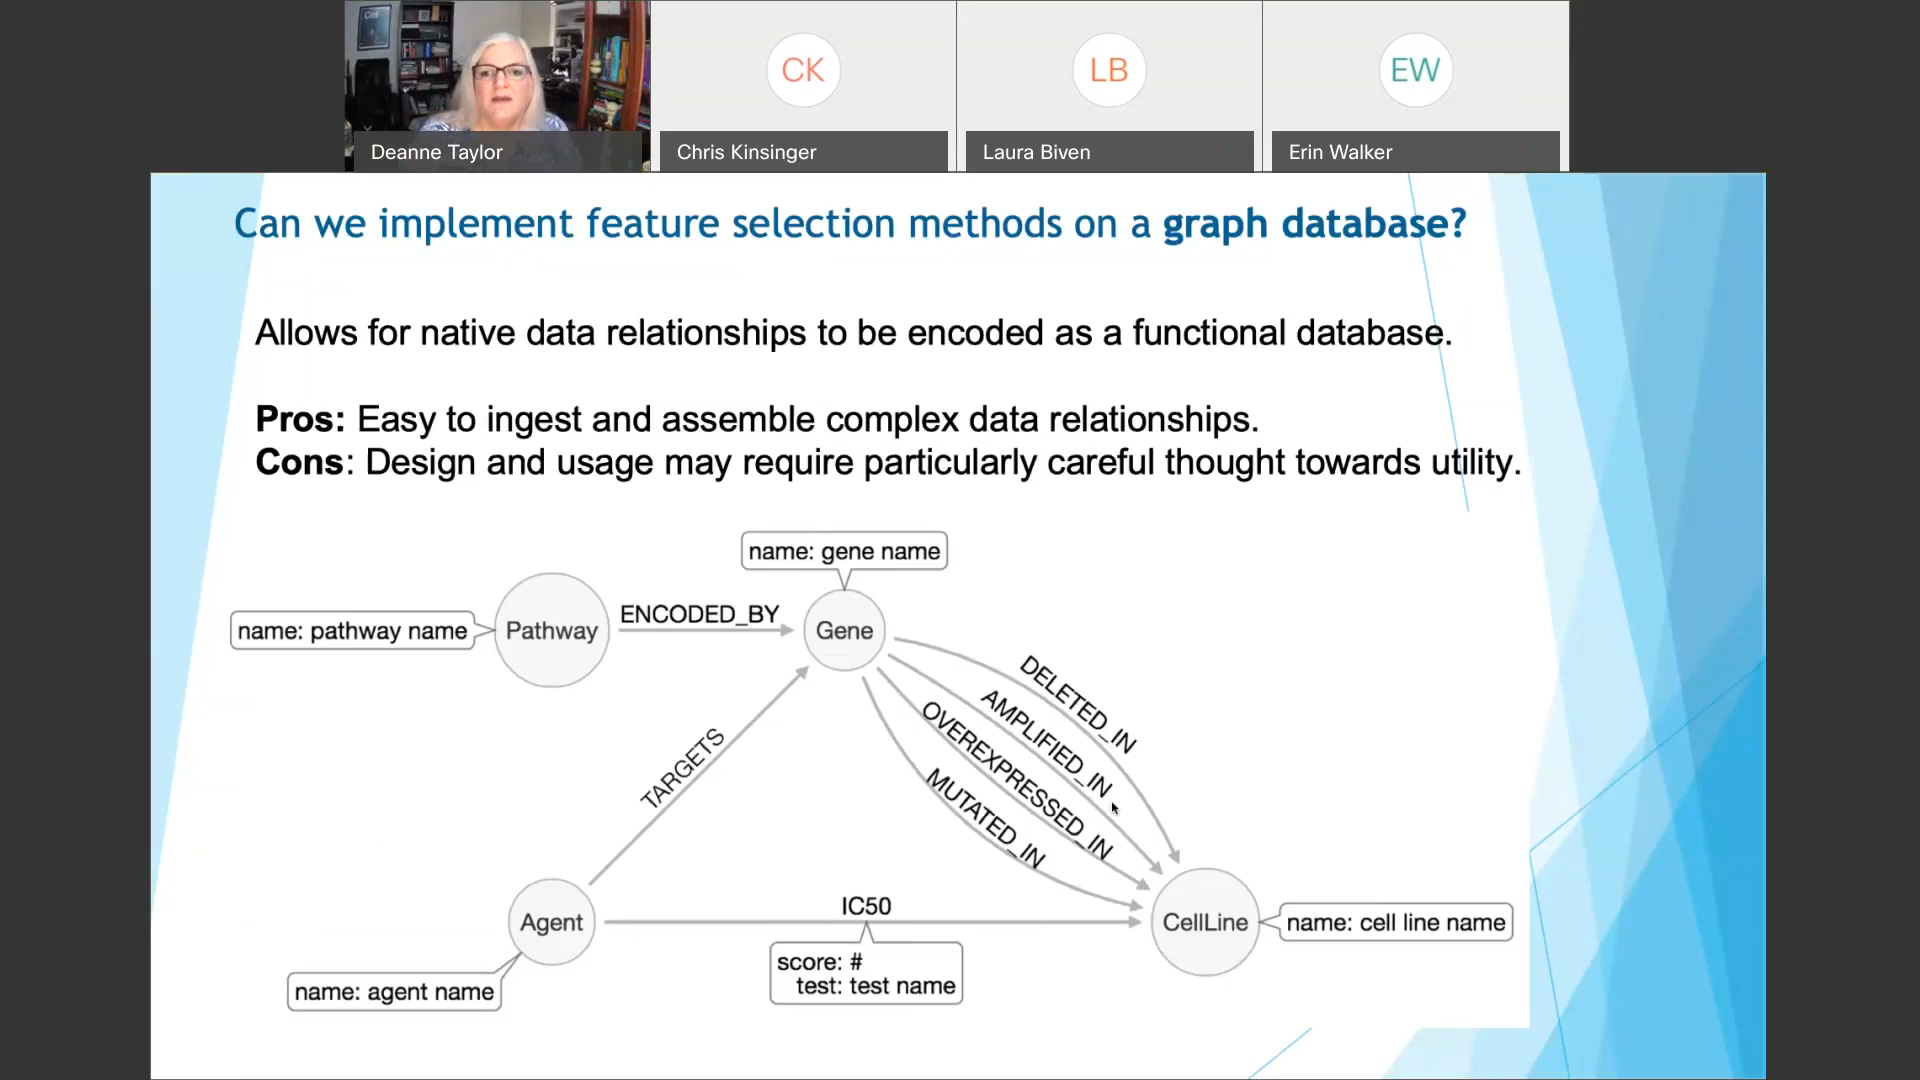 Cell
CK
LB
EW
Deanne Taylor
Chris Kinsinger
Laura Biven
Erin Walker
Can we implement feature selection methods on a graph database?
Allows for native data relationships to be encoded as a functional database.
Pros: Easy to ingest and assemble complex data relationships.
Cons: Design and usage may require particularly careful thought towards utility.
name: gene name
name: pathway name
Pathway
ENCODED_BY
Gene
DELETED_IN
AMPLIFIED_IN
OVEREXPRESSED_IN
MUTATED_IN
TARGETS
Agent
IC50
CellLine
name: cell line name
score: #
test: test name
name: agent name